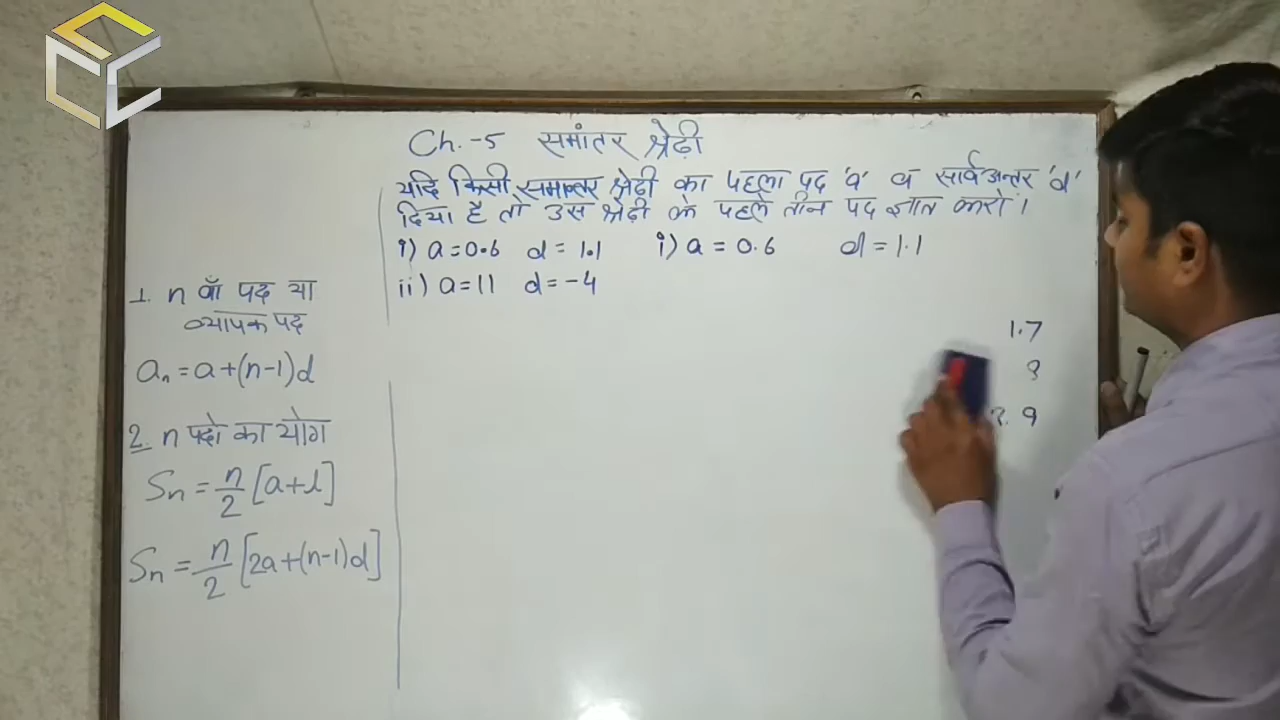 Ch.-5 समांतर श्रेढ़ी
यदि किसी समान्तर श्रेढ़ी का पहला पद 'a' व सार्वअन्तर 'd'
दिया है तो उस श्रेढ़ी के पहले तीन पद ज्ञात करो।
i) a=0.6 d=1.1
ii) a=11 d=-4
i) a=0.6 d=1.1
1.7
9
1. n वाँ पद या
व्यापक पद
aₙ=a+(n-1)d
2. n पदो का योग
Sₙ=n/2[a+l]
Sₙ=n/2[2a+(n-1)d]